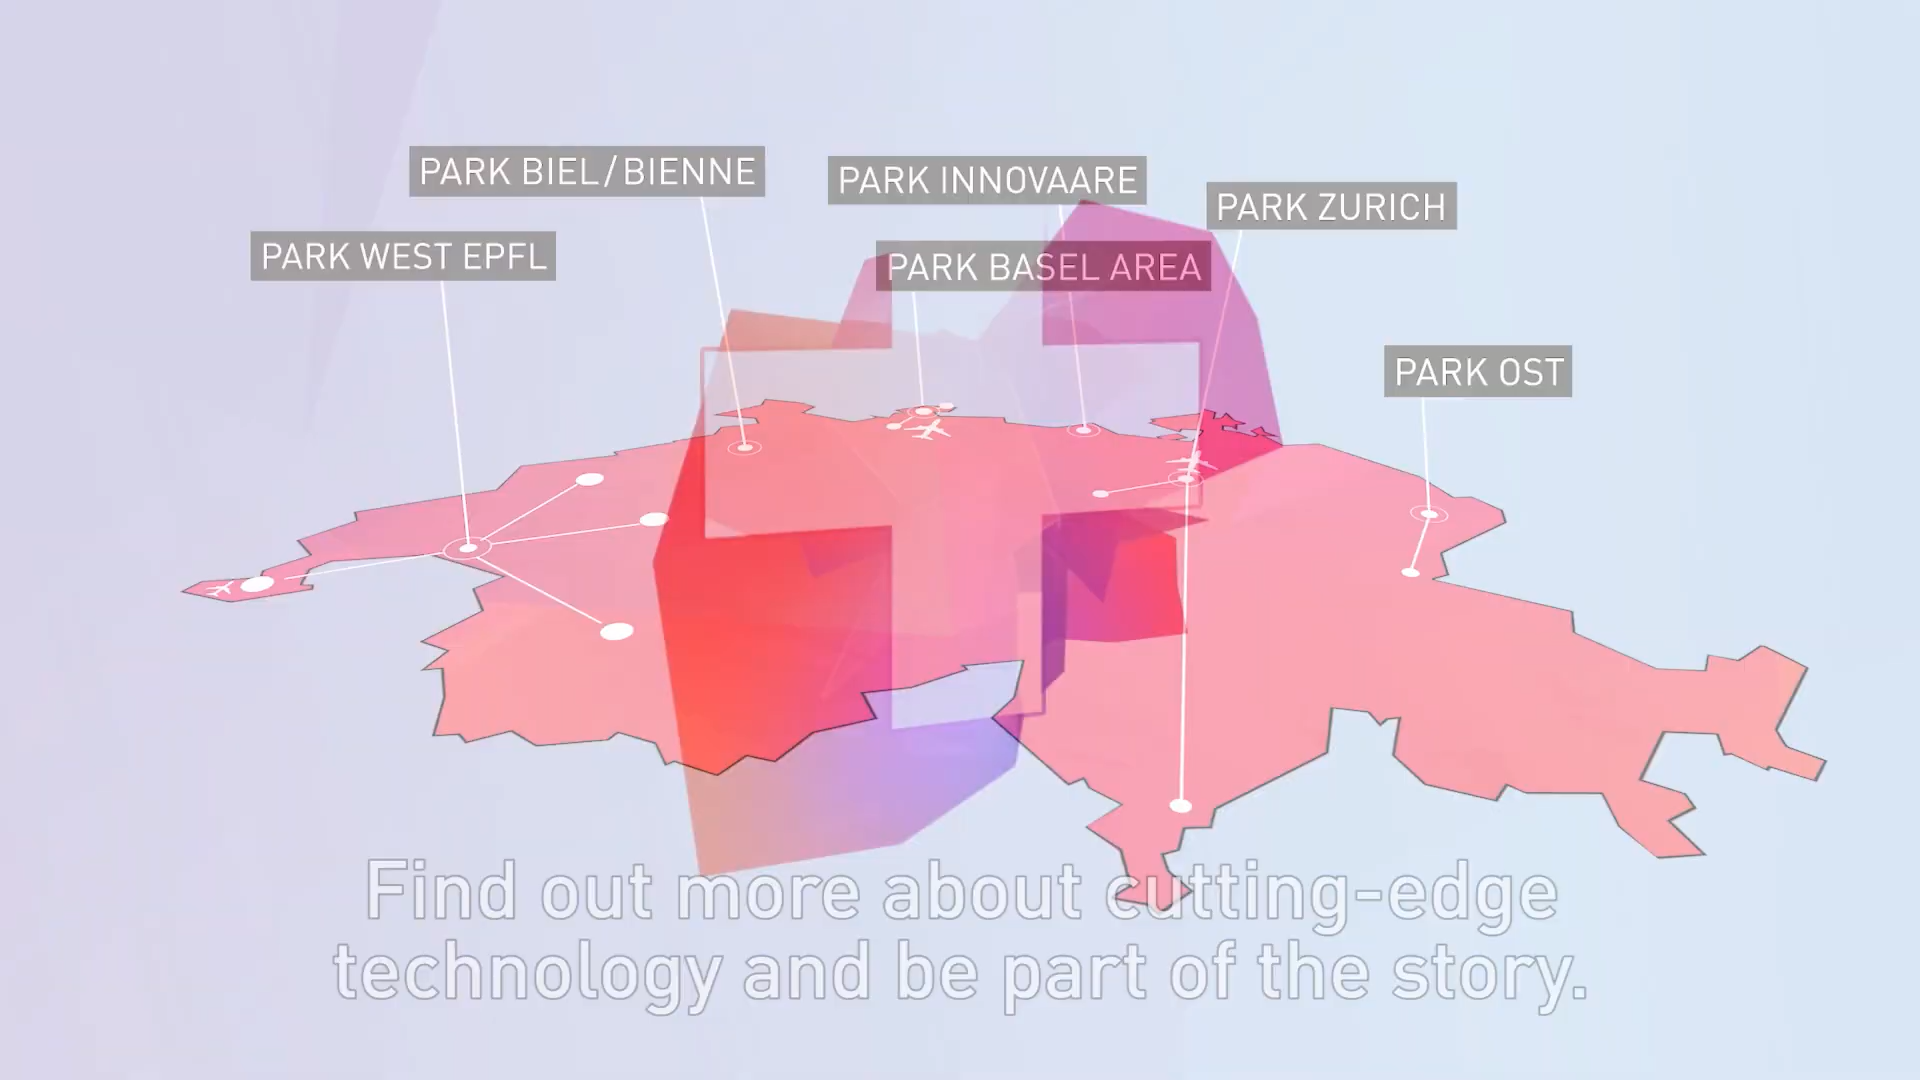 PARK BIEL/BIENNE
PARK INNOVAARE
PARK ZURICH
PARK WEST EPFL
PARK BASEL AREA
PARK OST
Find out more about cutting-edge
technology and be part of the story.